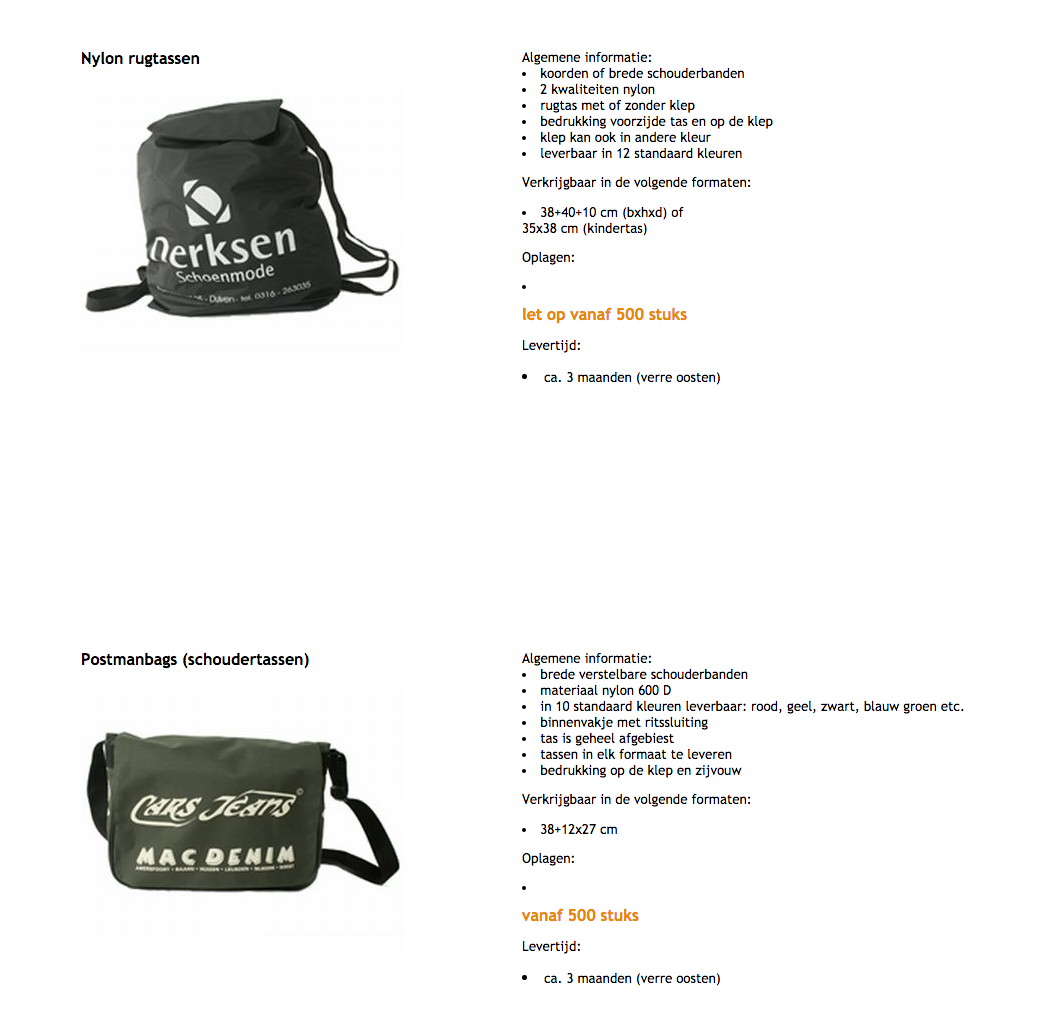 Nylon rugtassen
Derksen
Schoenmode
- Duiven - tel. 0316 - 263035
Algemene informatie:
• koorden of brede schouderbanden
• 2 kwaliteiten nylon
• rugtas met of zonder klep
• bedrukking voorzijde tas en op de klep
• klep kan ook in andere kleur
• leverbaar in 12 standaard kleuren
Verkrijgbaar in de volgende formaten:
• 38+40+10 cm (bxhxd) of
35x38 cm (kindertas)
Oplagen:
•
let op vanaf 500 stuks
Levertijd:
• ca. 3 maanden (verre oosten)
Postmanbags (schoudertassen)
CARS JEANS ©
MAC DENIM
AMERSFOORT • BAARN • HUIZEN • LEUSDEN • NIJKERK • SOEST
Algemene informatie:
• brede verstelbare schouderbanden
• materiaal nylon 600 D
• in 10 standaard kleuren leverbaar: rood, geel, zwart, blauw groen etc.
• binnenvakje met ritssluiting
• tas is geheel afgebiest
• tassen in elk formaat te leveren
• bedrukking op de klep en zijvouw
Verkrijgbaar in de volgende formaten:
• 38+12x27 cm
Oplagen:
•
vanaf 500 stuks
Levertijd:
• ca. 3 maanden (verre oosten)